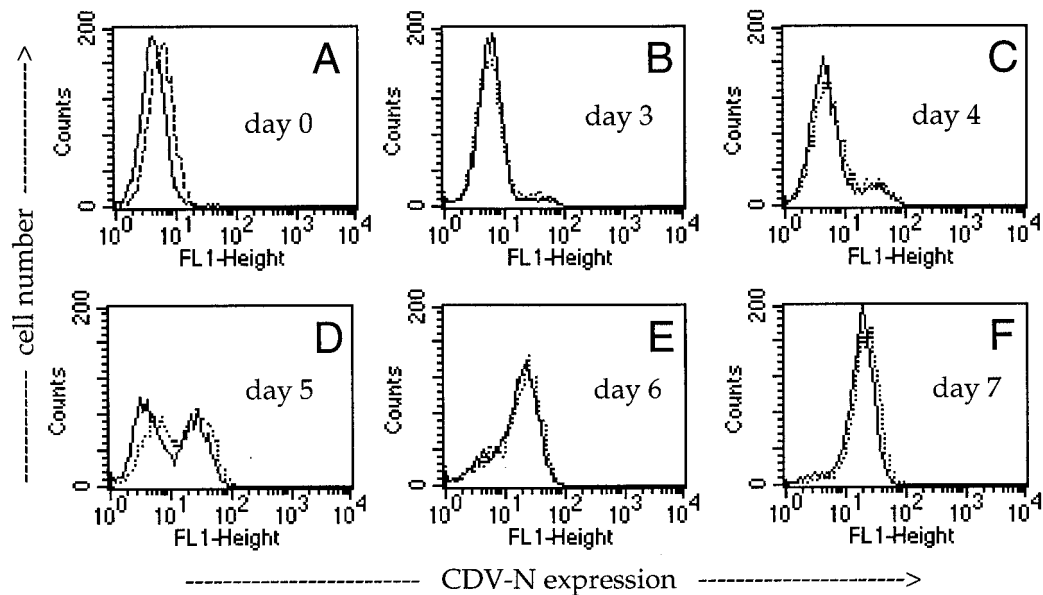 A
day 0
200
0
Counts
10^0 10^1 10^2 10^3 10^4
FL1-Height
B
day 3
200
0
Counts
10^0 10^1 10^2 10^3 10^4
FL1-Height
C
day 4
200
0
Counts
10^0 10^1 10^2 10^3 10^4
FL1-Height
D
day 5
200
0
Counts
10^0 10^1 10^2 10^3 10^4
FL1-Height
E
day 6
200
0
Counts
10^0 10^1 10^2 10^3 10^4
FL1-Height
F
day 7
200
0
Counts
10^0 10^1 10^2 10^3 10^4
FL1-Height
cell number
CDV-N expression